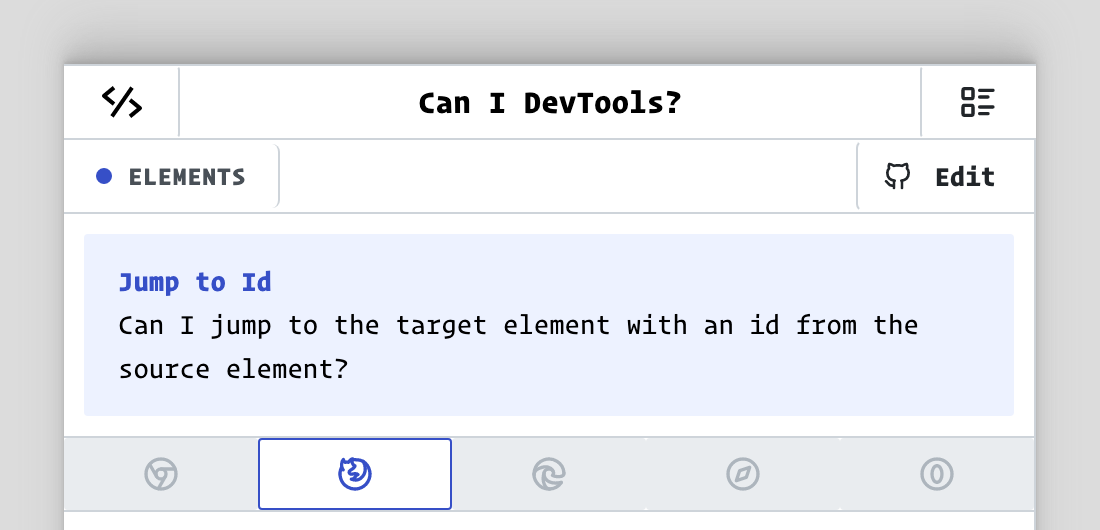 Can I DevTools?
ELEMENTS
Edit
Jump to Id
Can I jump to the target element with an id from the
source element?